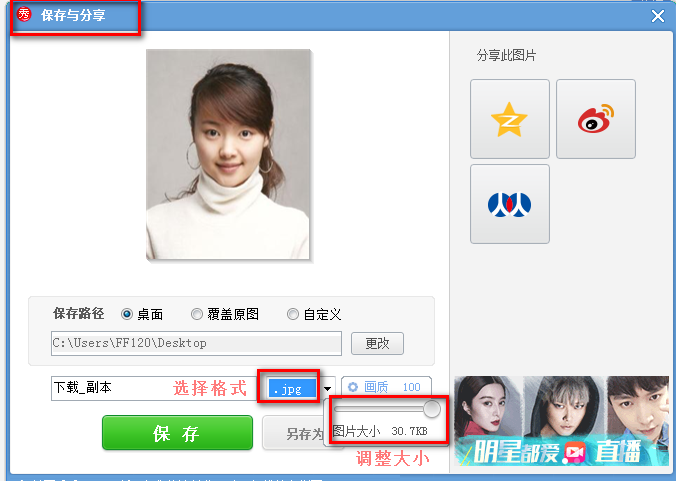 秀 保存与分享
分享此图片
保存路径 桌面 覆盖原图 自定义
C:\Users\FF120\Desktop 更改
下载_副本 选择格式 .jpg 画质 100
保存 另存为
图片大小 30.7KB
调整大小
明星都爱直播